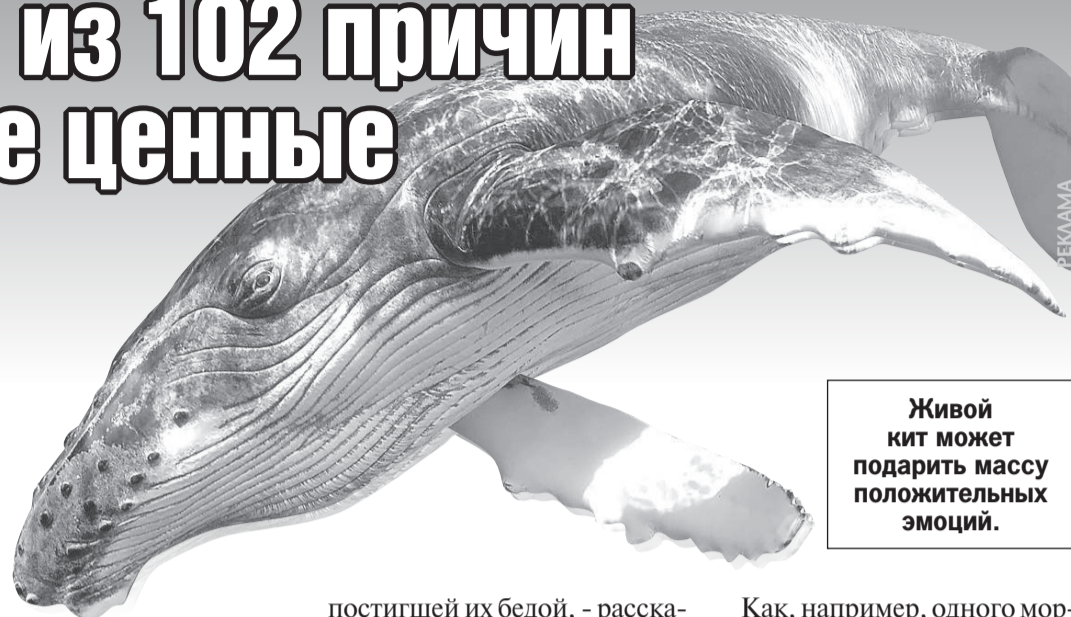 из 102 причин
е ценные
РЕКЛАМА
Живой
кит может
подарить массу
положительных
эмоций.
постигшей их бедой, - расска-
Как, например, одного мор-